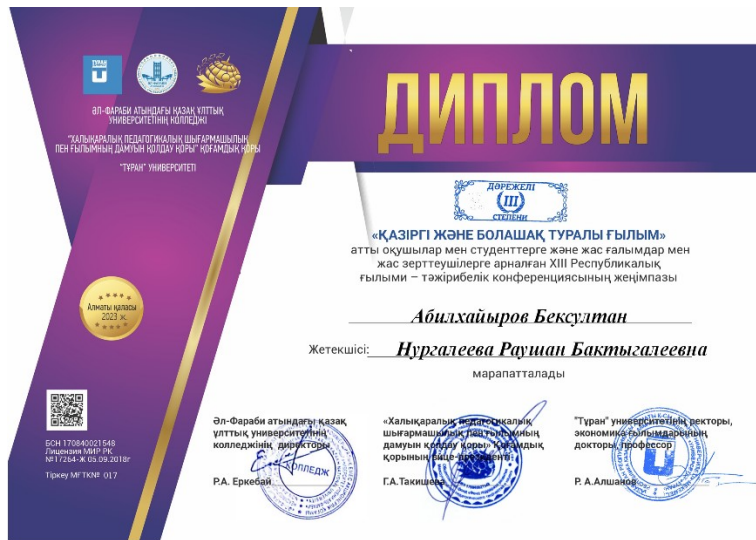 ТҰРАН
U
ӘЛ-ФАРАБИ АТЫНДАҒЫ ҚАЗАҚ ҰЛТТЫҚ
УНИВЕРСИТЕТІНІҢ КОЛЛЕДЖІ
"ХАЛЫҚАРАЛЫҚ ПЕДАГОГИКАЛЫҚ ШЫҒАРМАШЫЛЫҚ
ПЕН ҒЫЛЫМНЫҢ ДАМУЫН ҚОЛДАУ ҚОРЫ" ҚОҒАМДЫҚ ҚОРЫ
"ТҰРАН" УНИВЕРСИТЕТІ
ДИПЛОМ
ДӘРЕЖЕЛІ
III
СТЕПЕНИ
«ҚАЗІРГІ ЖӘНЕ БОЛАШАҚ ТУРАЛЫ ҒЫЛЫМ»
атты оқушылар мен студенттерге және жас ғалымдар мен
жас зерттеушілерге арналған XIII Республикалық
ғылыми – тәжірибелік конференциясының жеңімпазы
Абилхайыров Бексултан
Жетекшісі: Нургалеева Раушан Бактыгалеевна
марапатталады
Алматы қаласы
2023 ж.
БСН 170840021548
Лицензия МИР РК
№17264-Ж 05.09.2018г
Тіркеу МҒТК№ 017
Әл-Фараби атындағы қазақ
ұлттық университетінің
колледжінің директоры
Р.А. Еркебай
КОЛЛЕДЖ
«Халықаралық педагогикалық
шығармашылық пен ғылымның
дамуын қолдау қоры» Қоғамдық
қорының вице-президенті
Г.А.Такишева
"Тұран" университетінің ректоры,
экономика ғылымдарының
докторы, профессор
Р. А.Алшанов